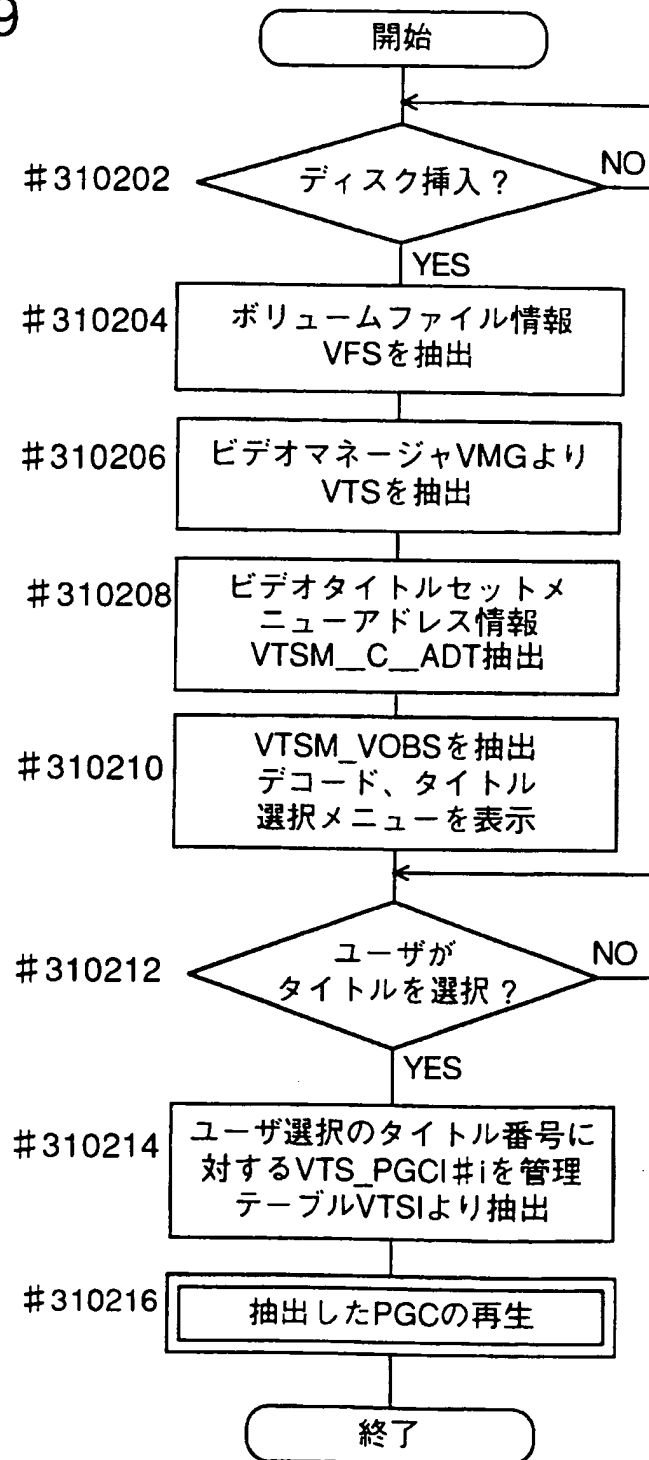 9
開始
#310202
ディスク挿入?
NO
YES
#310204
ボリュームファイル情報
VFSを抽出
#310206
ビデオマネージャVMGより
VTSを抽出
#310208
ビデオタイトルセットメ
ニューアドレス情報
VTSM__C__ADT抽出
#310210
VTSM_VOBSを抽出
デコード、タイトル
選択メニューを表示
#310212
ユーザが
タイトルを選択?
NO
YES
#310214
ユーザ選択のタイトル番号に
対するVTS_PGCI#iを管理
テーブルVTSIより抽出
#310216
抽出したPGCの再生
終了